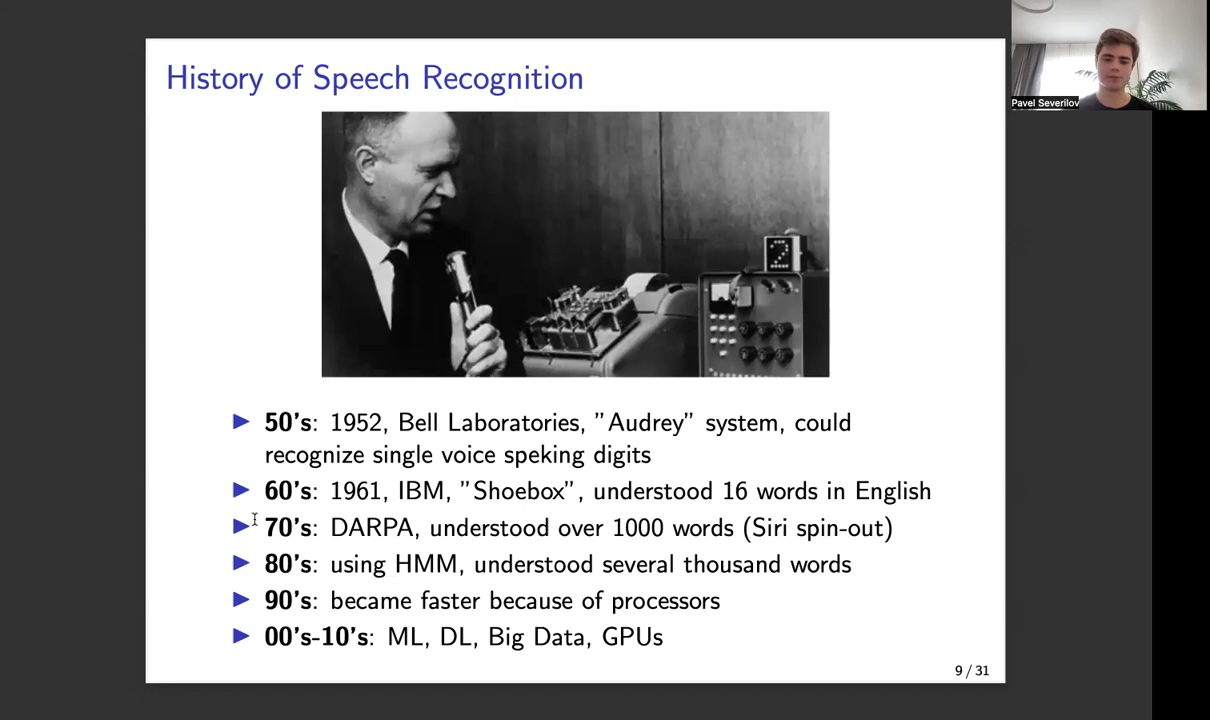 History of Speech Recognition
Pavel Severilov
2
▶ 50's: 1952, Bell Laboratories, ”Audrey” system, could
recognize single voice speking digits
▶ 60's: 1961, IBM, ”Shoebox”, understood 16 words in English
▶ 70's: DARPA, understood over 1000 words (Siri spin-out)
▶ 80's: using HMM, understood several thousand words
▶ 90's: became faster because of processors
▶ 00's-10's: ML, DL, Big Data, GPUs
9 / 31